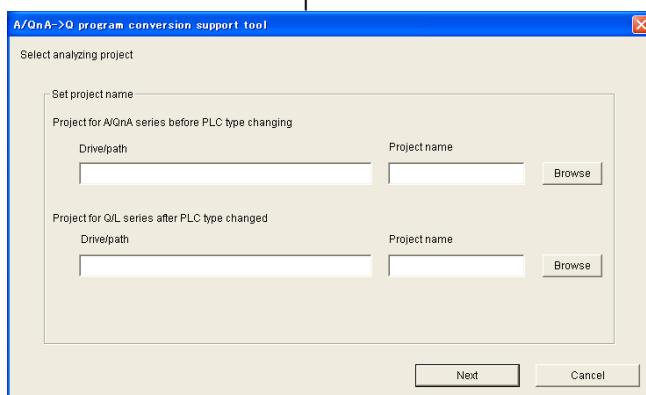 A/QnA->Q program conversion support tool
Select analyzing project
Set project name
Project for A/QnA series before PLC type changing
Drive/path Project name
Browse
Project for Q/L series after PLC type changed
Drive/path Project name
Browse
Next Cancel